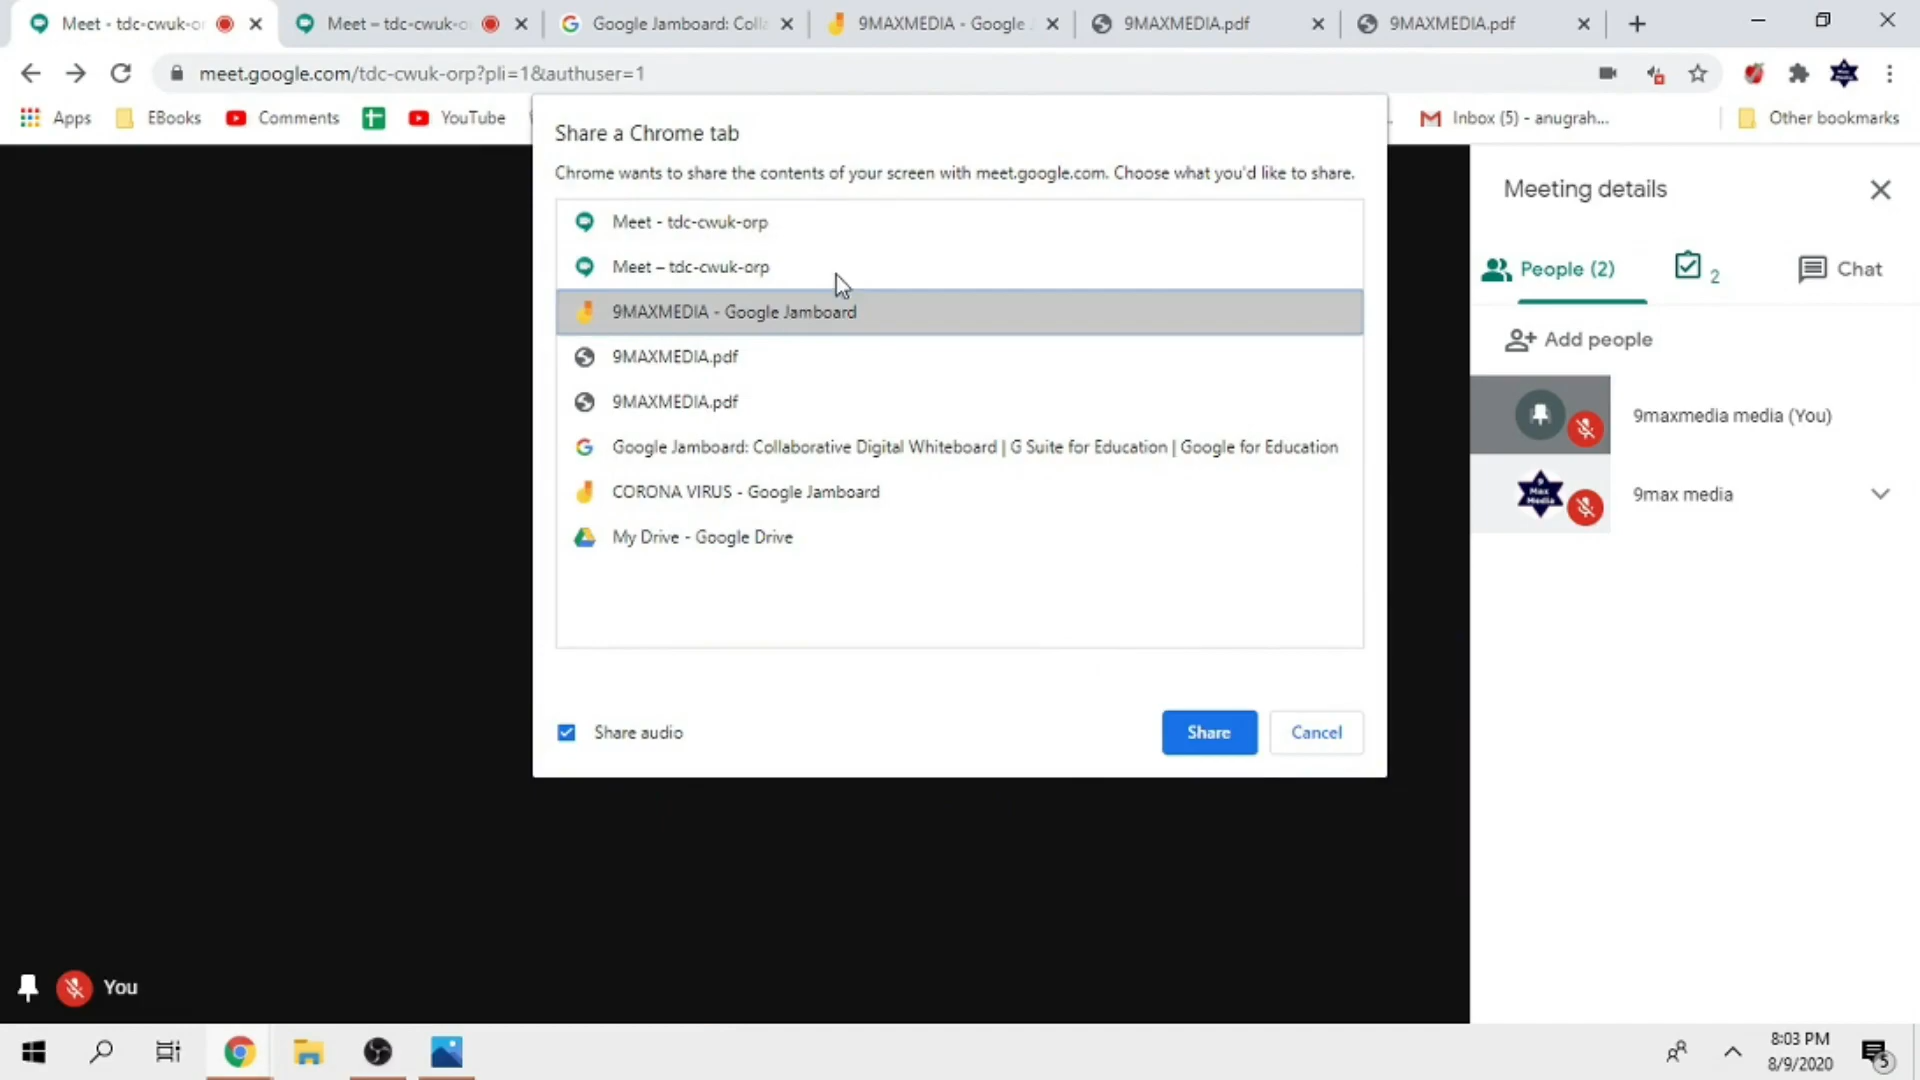 Meet - tdc-cwuk-or
Meet – tdc-cwuk-o
Google Jamboard: Coll
9MAXMEDIA - Google
9MAXMEDIA.pdf
9MAXMEDIA.pdf
meet.google.com/tdc-cwuk-orp?pli=1&authuser=1
Apps
EBooks
Comments
YouTube
Inbox (5) - anugrah...
Other bookmarks
Share a Chrome tab
Chrome wants to share the contents of your screen with meet.google.com. Choose what you'd like to share.
Meet - tdc-cwuk-orp
Meet – tdc-cwuk-orp
9MAXMEDIA - Google Jamboard
9MAXMEDIA.pdf
9MAXMEDIA.pdf
Google Jamboard: Collaborative Digital Whiteboard | G Suite for Education | Google for Education
CORONA VIRUS - Google Jamboard
My Drive - Google Drive
Share audio
Share
Cancel
Meeting details
People (2)
2
Chat
Add people
9maxmedia media (You)
9
Max
Media
9max media
You
8:03 PM
8/9/2020
5